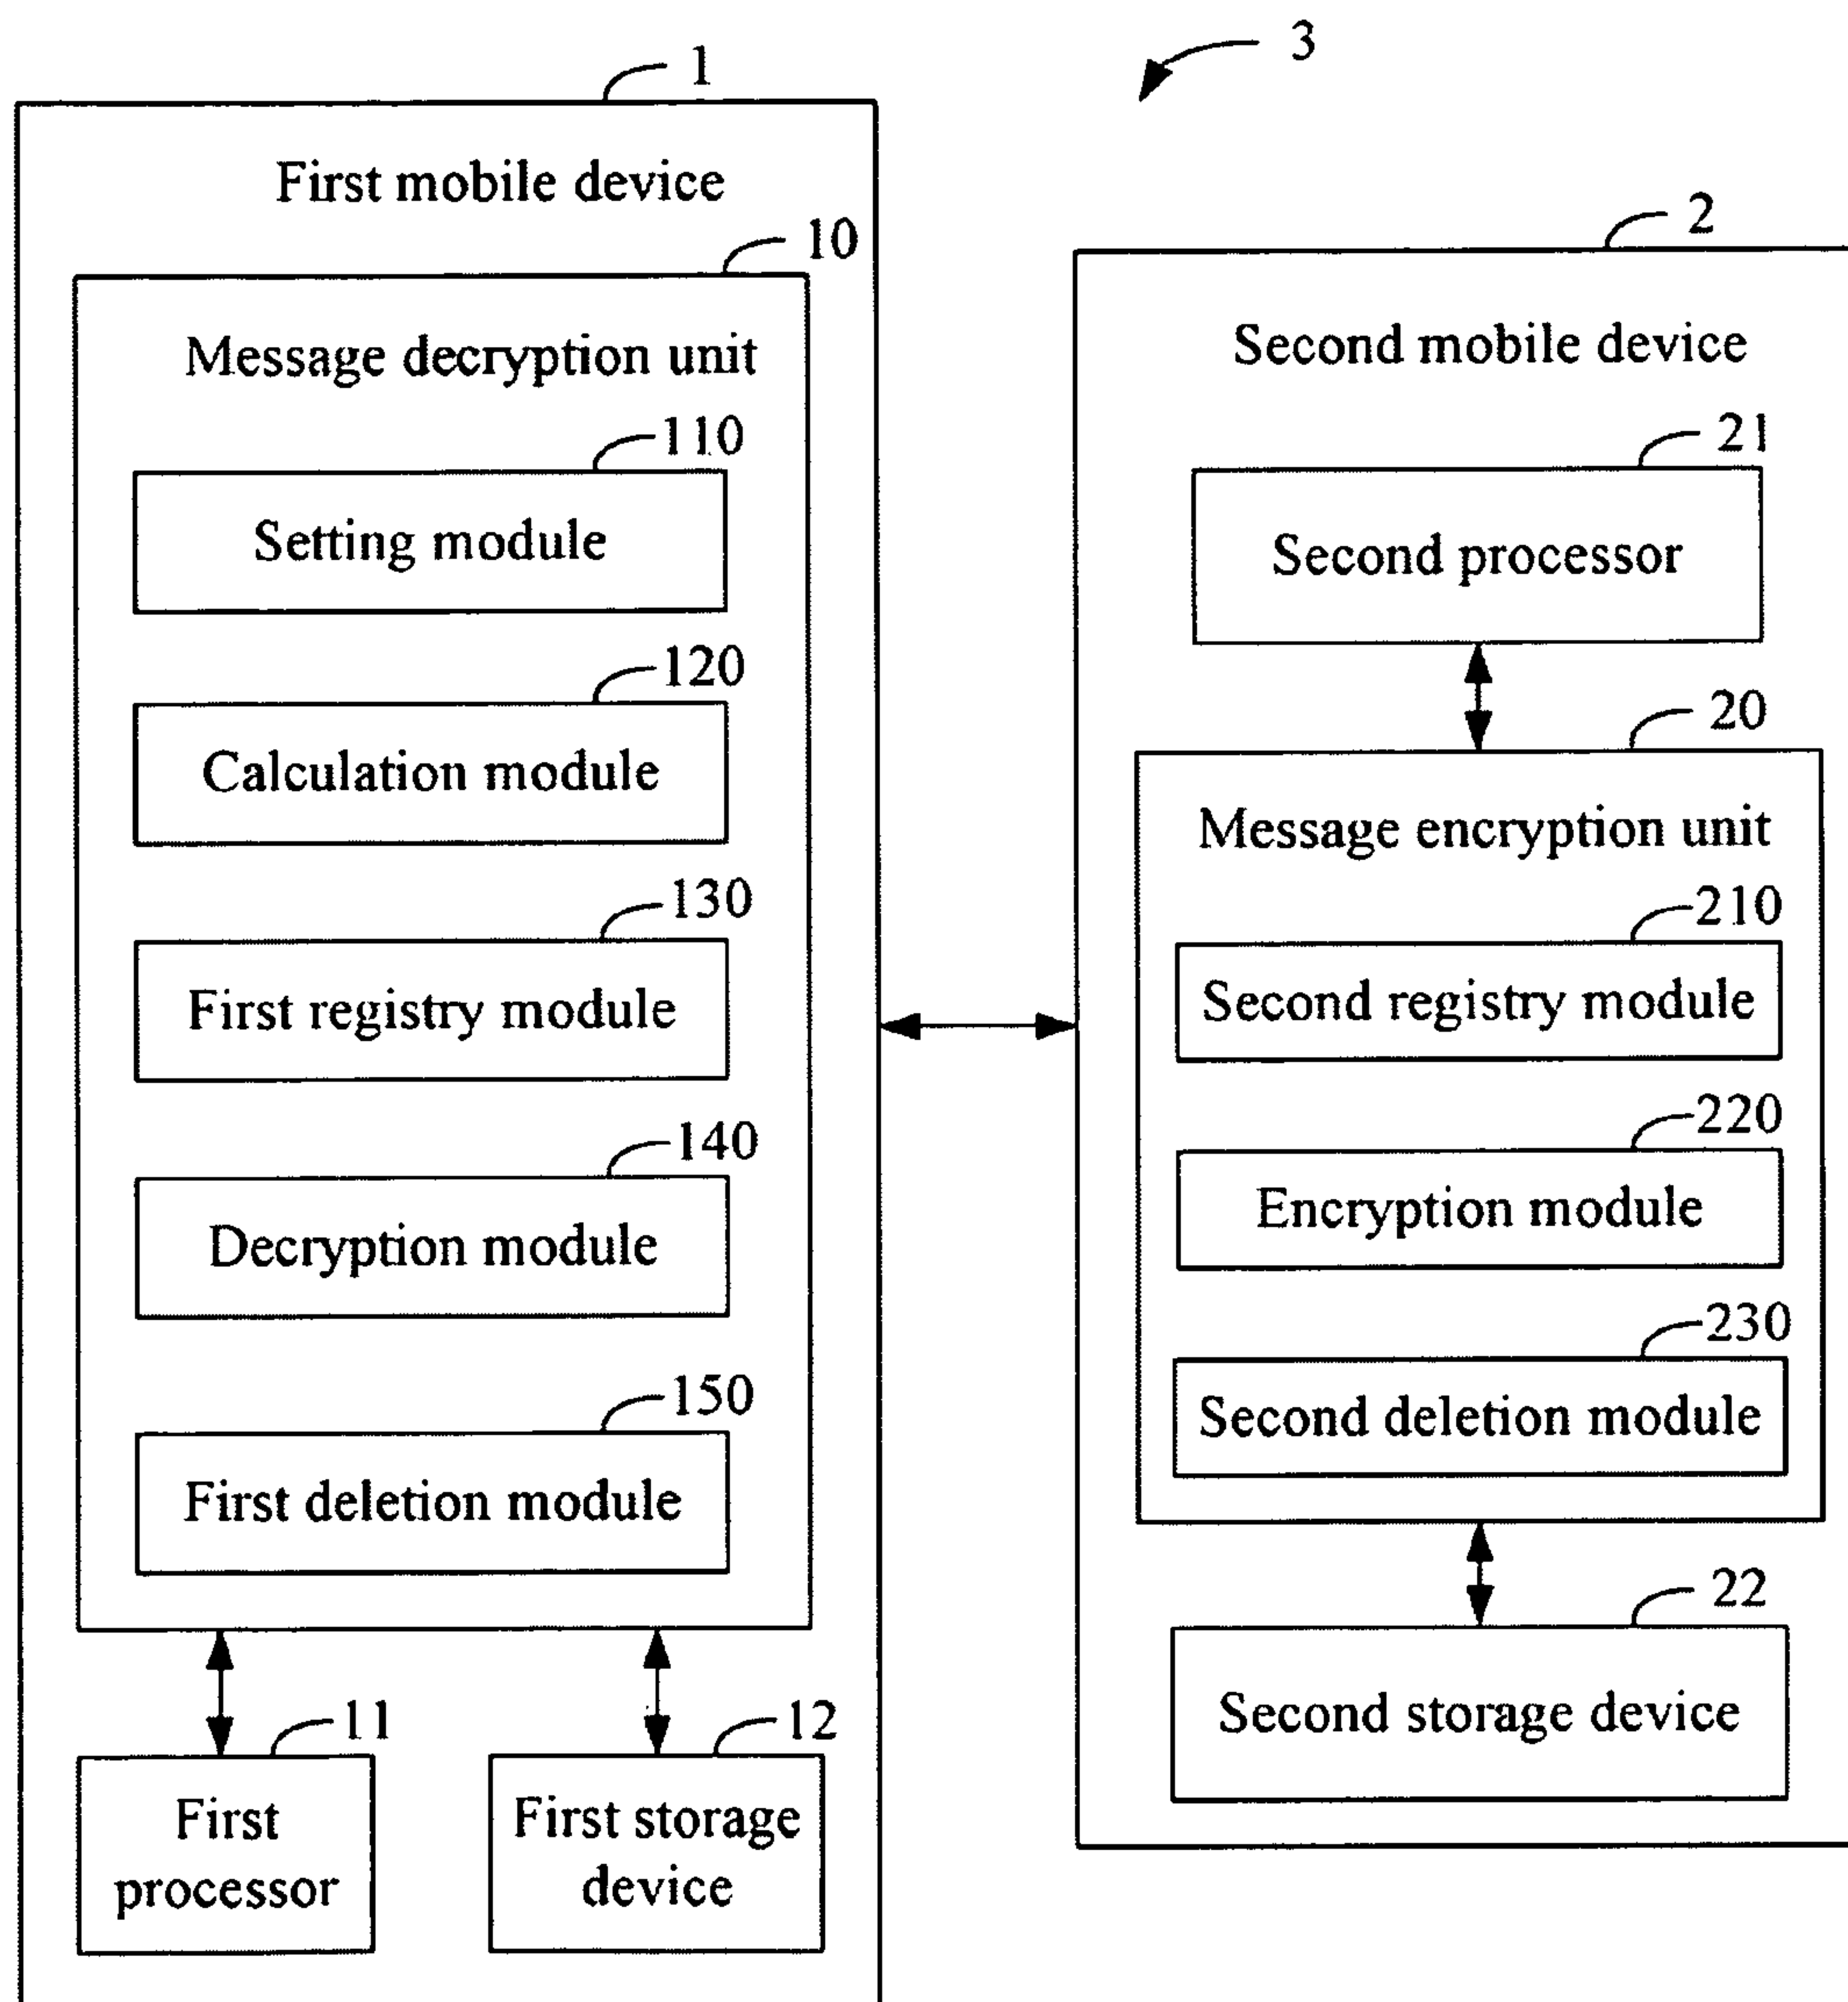 3
1
First mobile device
10
Message decryption unit
110
Setting module
120
Calculation module
130
First registry module
140
Decryption module
150
First deletion module
11
First
processor
12
First storage
device
2
Second mobile device
21
Second processor
20
Message encryption unit
210
Second registry module
220
Encryption module
230
Second deletion module
22
Second storage device